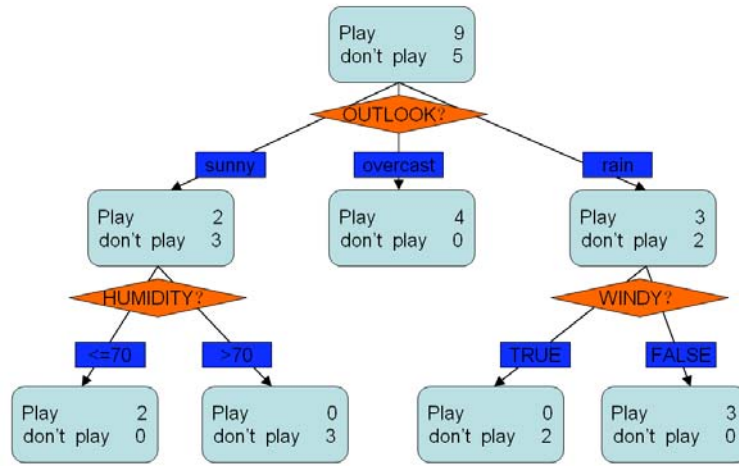 Play 9
don't play 5
OUTLOOK?
sunny
overcast
rain
Play 2
don't play 3
Play 4
don't play 0
Play 3
don't play 2
HUMIDITY?
WINDY?
<=70
>70
TRUE
FALSE
Play 2
don't play 0
Play 0
don't play 3
Play 0
don't play 2
Play 3
don't play 0